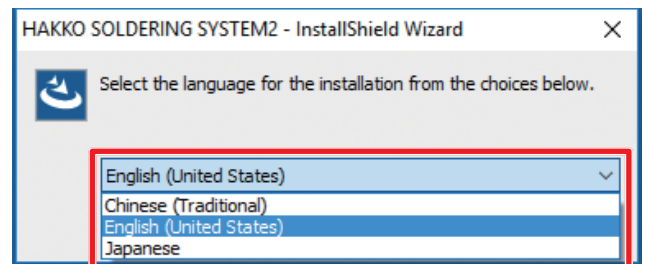 HAKKO SOLDERING SYSTEM2 - InstallShield Wizard
Select the language for the installation from the choices below.
English (United States)
Chinese (Traditional)
English (United States)
Japanese